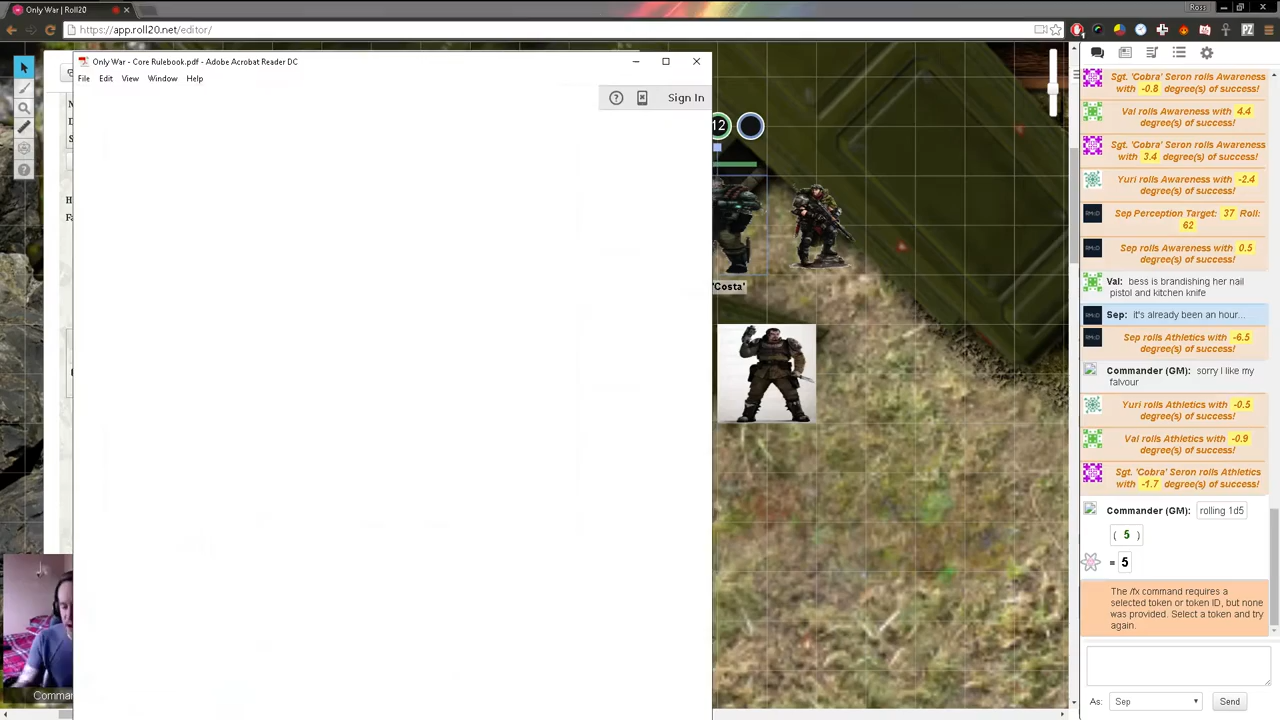 Only War | Roll20
Ross
https://app.roll20.net/editor/
Only War - Core Rulebook.pdf - Adobe Acrobat Reader DC
File Edit View Window Help
Sign In
12
'Costa'
Comman
Sgt. 'Cobra' Seron rolls Awareness
with -0.8 degree(s) of success!
Val rolls Awareness with 4.4
degree(s) of success!
Sgt. 'Cobra' Seron rolls Awareness
with 3.4 degree(s) of success!
Yuri rolls Awareness with -2.4
degree(s) of success!
Sep Perception Target: 37 Roll:
62
Sep rolls Awareness with 0.5
degree(s) of success!
Val: bess is brandishing her nail
pistol and kitchen knife
Sep: it's already been an hour...
Sep rolls Athletics with -6.5
degree(s) of success!
Commander (GM): sorry I like my
falvour
Yuri rolls Athletics with -0.5
degree(s) of success!
Val rolls Athletics with -0.9
degree(s) of success!
Sgt. 'Cobra' Seron rolls Athletics
with -1.7 degree(s) of success!
Commander (GM): rolling 1d5
( 5 )
= 5
The /fx command requires a
selected token or token ID, but none
was provided. Select a token and try
again.
As: Sep Send